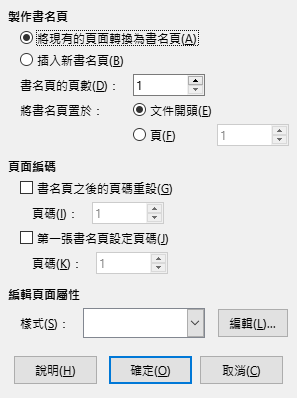 製作書名頁
將現有的頁面轉換為書名頁(A)
插入新書名頁(B)
書名頁的頁數(D)： 1
將書名頁置於： 文件開頭(E)
頁(F) 1
頁面編碼
書名頁之後的頁碼重設(G)
頁碼(I)： 1
第一張書名頁設定頁碼(J)
頁碼(K)： 1
編輯頁面屬性
樣式(S)： 編輯(L)...
說明(H) 確定(O) 取消(C)